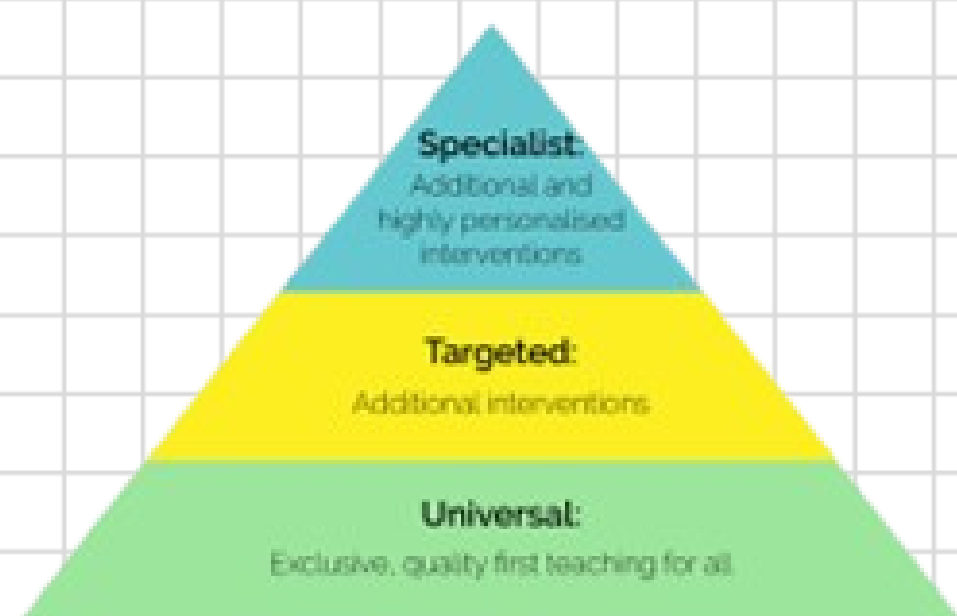 Specialist:
Additional and
highly personalised
interventions
Targeted:
Additional interventions
Universal:
Exclusive, quality first teaching for all